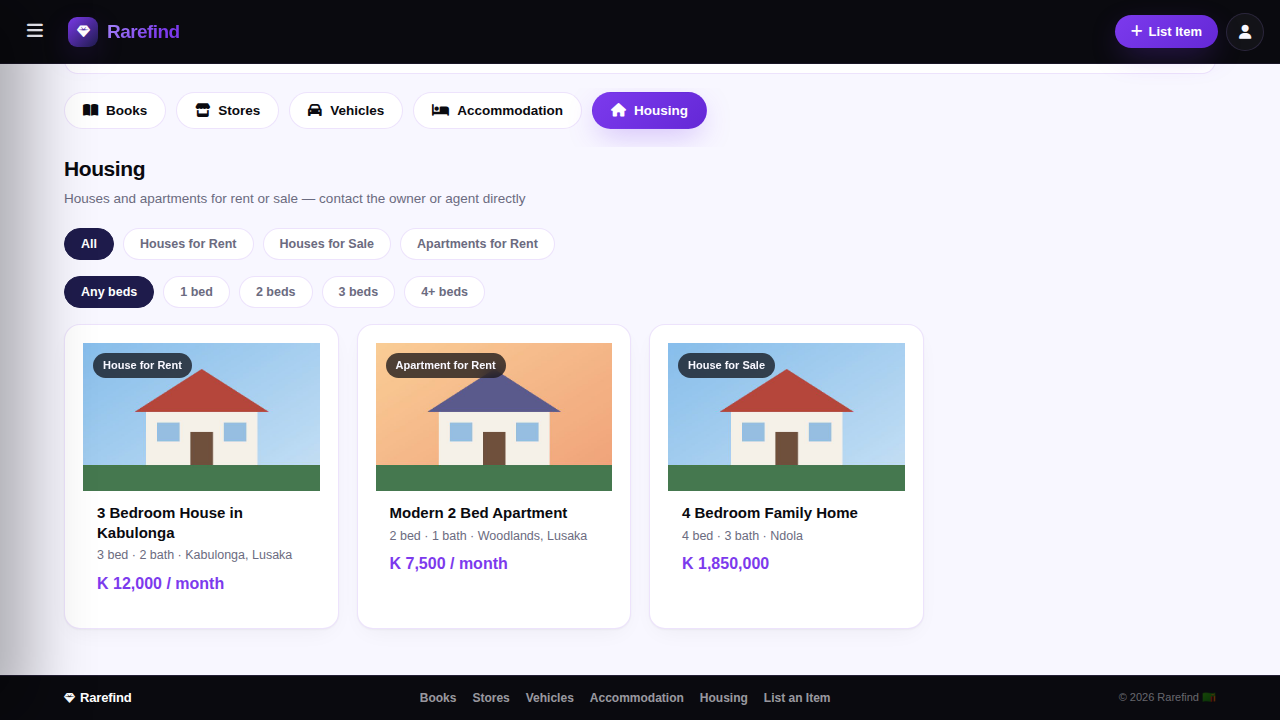 Rarefind
List Item
Books
Stores
Vehicles
Accommodation
Housing
Housing
Houses and apartments for rent or sale — contact the owner or agent directly
All
Houses for Rent
Houses for Sale
Apartments for Rent
Any beds
1 bed
2 beds
3 beds
4+ beds
House for Rent
3 Bedroom House in
Kabulonga
3 bed · 2 bath · Kabulonga, Lusaka
K 12,000 / month
Apartment for Rent
Modern 2 Bed Apartment
2 bed · 1 bath · Woodlands, Lusaka
K 7,500 / month
House for Sale
4 Bedroom Family Home
4 bed · 3 bath · Ndola
K 1,850,000
Rarefind
Books
Stores
Vehicles
Accommodation
Housing
List an Item
© 2026 Rarefind 🇿🇲